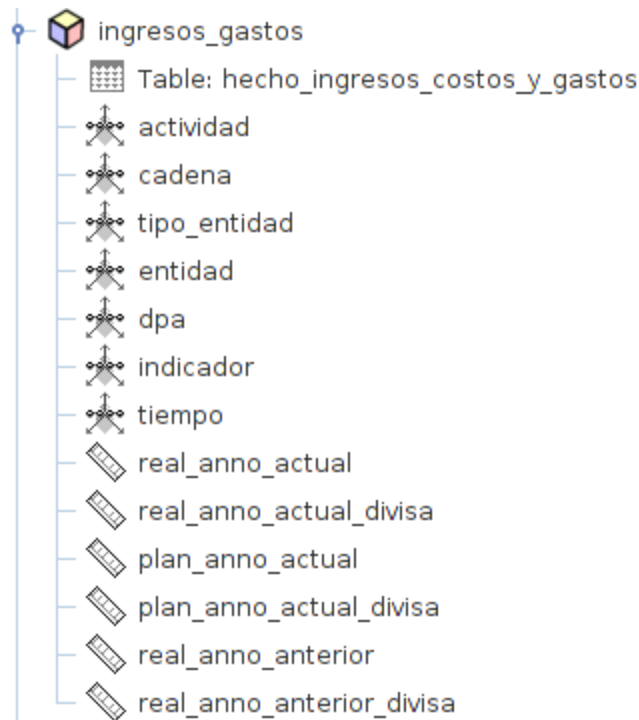 ingresos_gastos
Table: hecho_ingresos_costos_y_gastos
actividad
cadena
tipo_entidad
entidad
dpa
indicador
tiempo
real_anno_actual
real_anno_actual_divisa
plan_anno_actual
plan_anno_actual_divisa
real_anno_anterior
real_anno_anterior_divisa